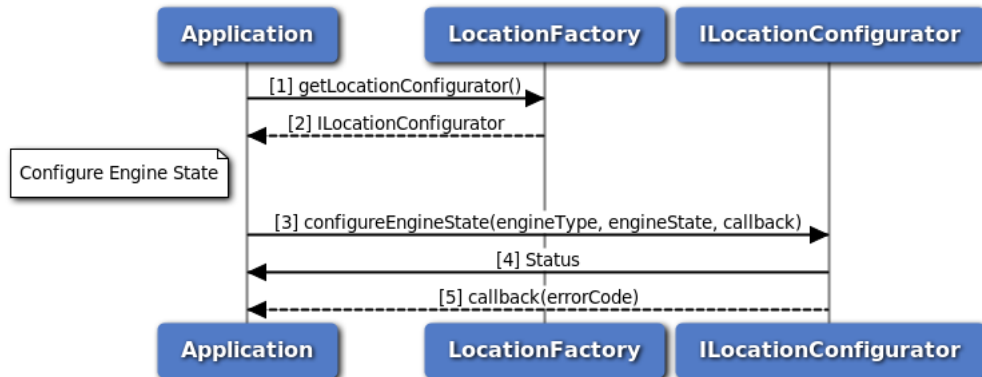 Application
LocationFactory
ILocationConfigurator
[1] getLocationConfigurator()
[2] ILocationConfigurator
Configure Engine State
[3] configureEngineState(engineType, engineState, callback)
[4] Status
[5] callback(errorCode)
Application
LocationFactory
ILocationConfigurator